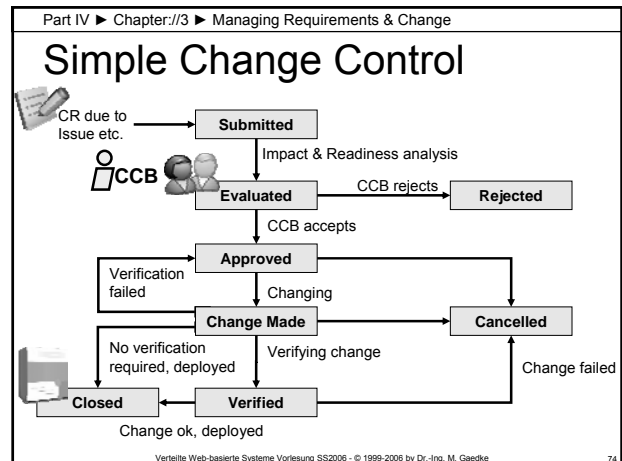 Part IV ► Chapter://3 ► Managing Requirements & Change
Simple Change Control
CR due to
Issue etc.
Submitted
Impact & Readiness analysis
CCB
Evaluated
CCB rejects
Rejected
CCB accepts
Approved
Verification
failed
Changing
Change Made
Cancelled
No verification
required, deployed
Verifying change
Change failed
Closed
Verified
Change ok, deployed
Verteilte Web-basierte Systeme Vorlesung SS2006 - © 1999-2006 by Dr.-Ing. M. Gaedke
74